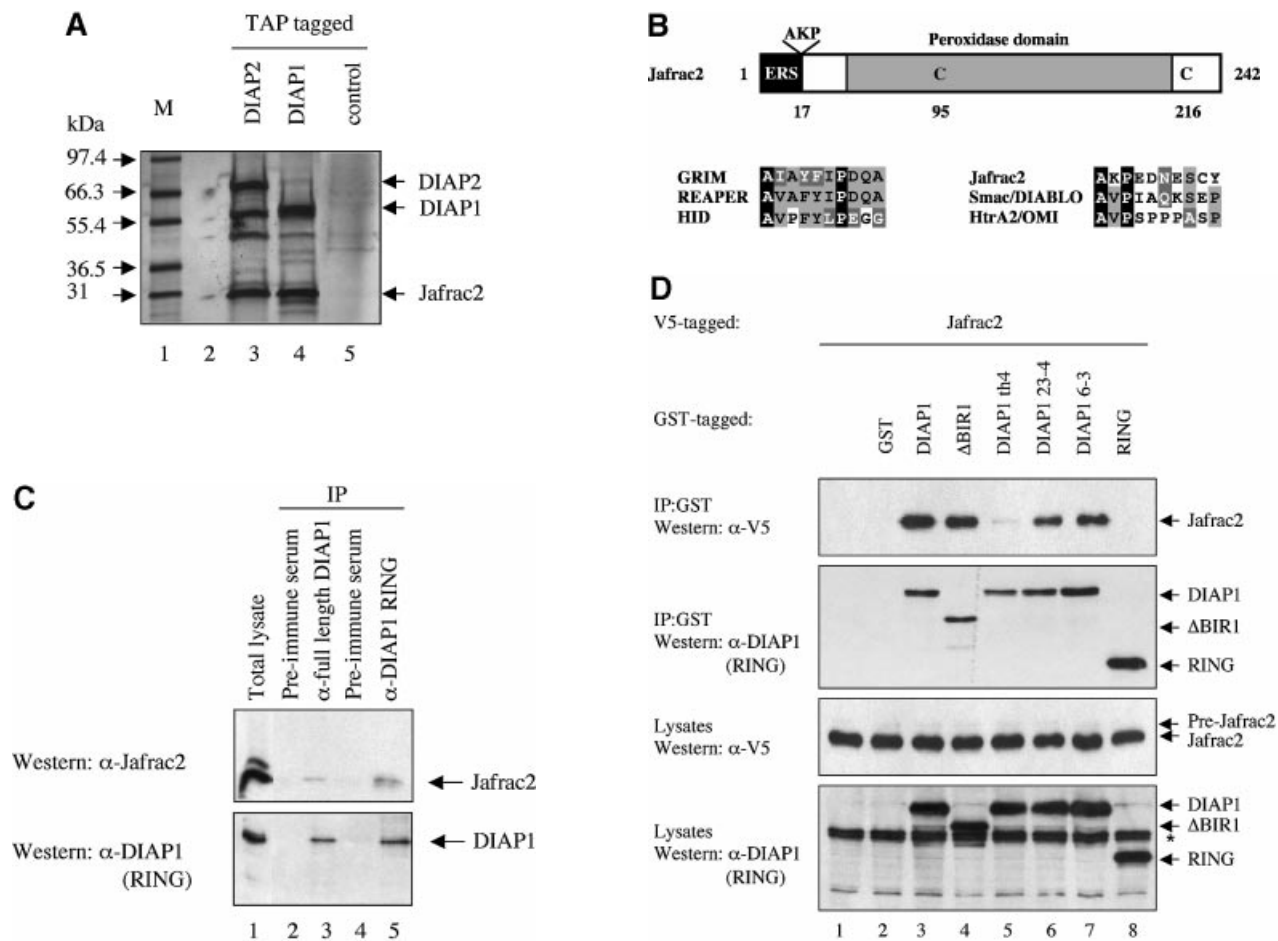 A
TAP tagged
M
DIAP2
DIAP1
control
kDa
97.4
66.3
55.4
36.5
31
DIAP2
DIAP1
Jafrac2
1 2 3 4 5
B
AKP
Peroxidase domain
Jafrac2 1 ERS C C 242
17 95 216
GRIM AIAYFIPDQA
REAPER AVAFYIPDQA
HID AVPFYLPEGG
Jafrac2 AKPEDNESCY
Smac/DIABLO AVPIAQKSEP
HtrA2/OMI AVPSPPPASP
C
IP
Total lysate
Pre-immune serum
α-full length DIAP1
Pre-immune serum
α-DIAP1 RING
Western: α-Jafrac2
Jafrac2
Western: α-DIAP1
(RING)
DIAP1
1 2 3 4 5
D
V5-tagged:
Jafrac2
GST-tagged:
GST
DIAP1
ΔBIR1
DIAP1 th4
DIAP1 23-4
DIAP1 6-3
RING
IP:GST
Western: α-V5
Jafrac2
IP:GST
Western: α-DIAP1
(RING)
DIAP1
ΔBIR1
RING
Lysates
Western: α-V5
Pre-Jafrac2
Jafrac2
Lysates
Western: α-DIAP1
(RING)
DIAP1
ΔBIR1
*
RING
1 2 3 4 5 6 7 8